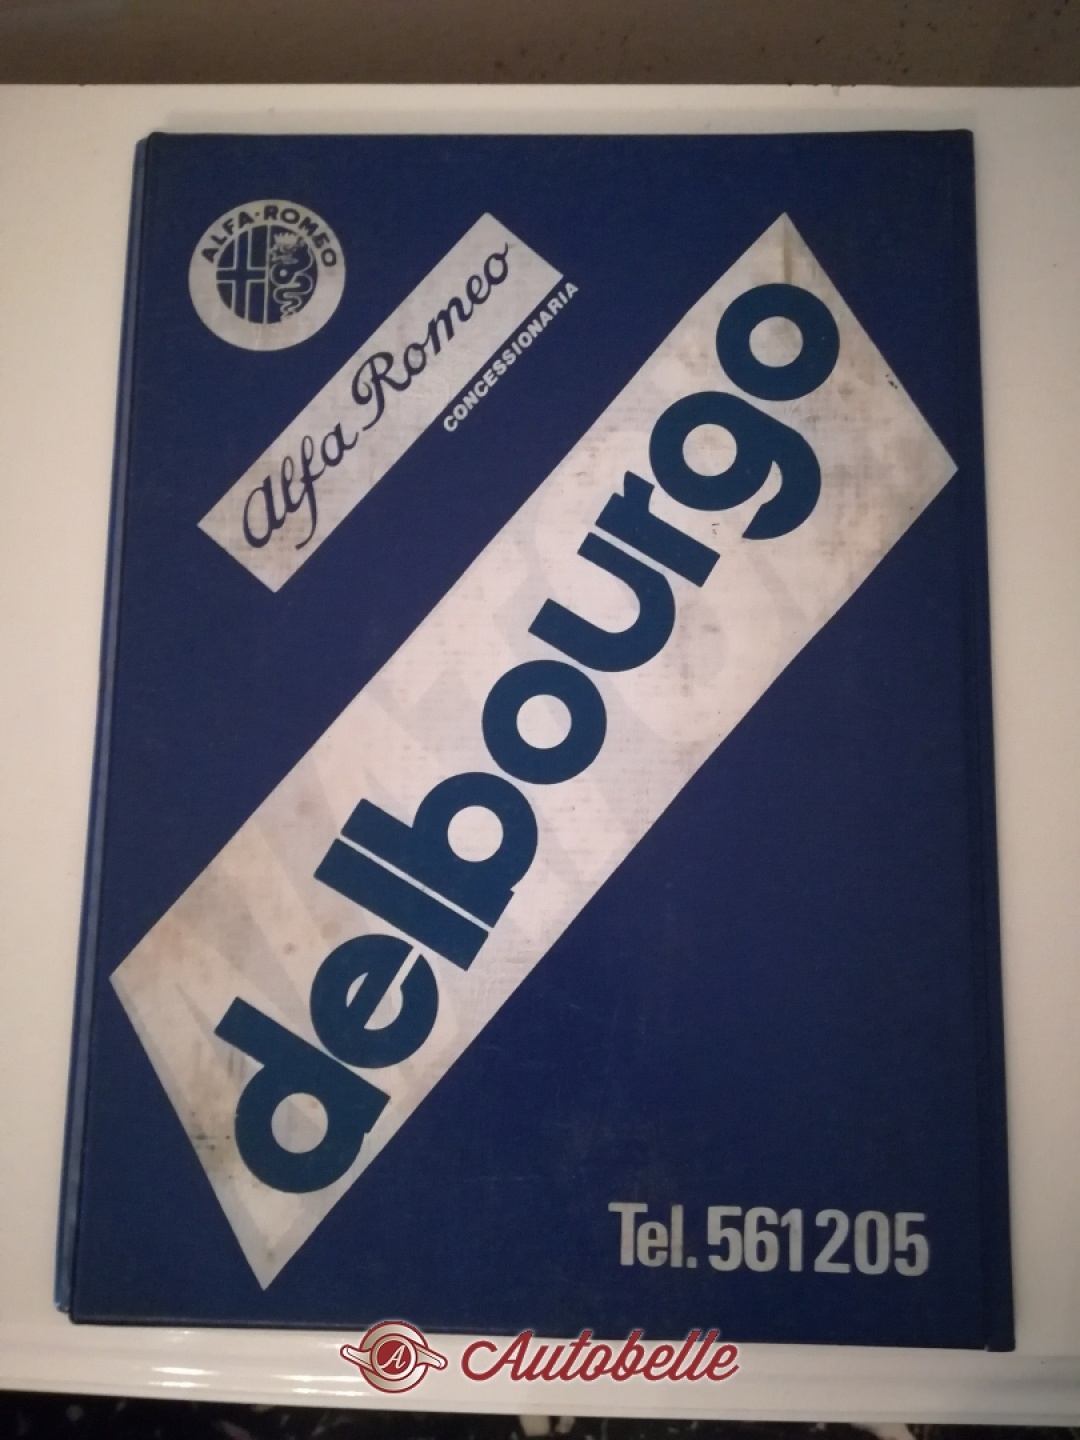 ALFA-ROMEO
Alfa Romeo
CONCESSIONARIA
delbourgo
Tel. 561205
A Autobelle